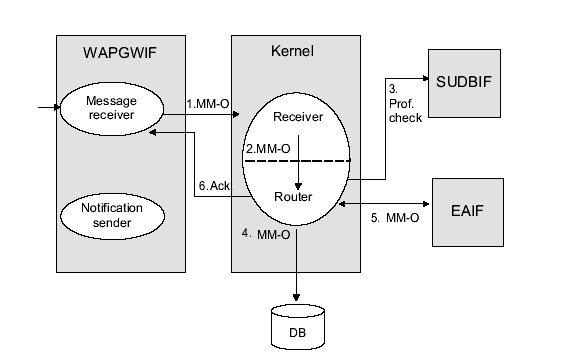 WAPGWIF
Kernel
Message
receiver
1.MM-O
Receiver
2.MM-O
Router
3.
Prof.
check
SUDBIF
6.Ack
Notification
sender
4. MM-O
5. MM-O
EAIF
DB